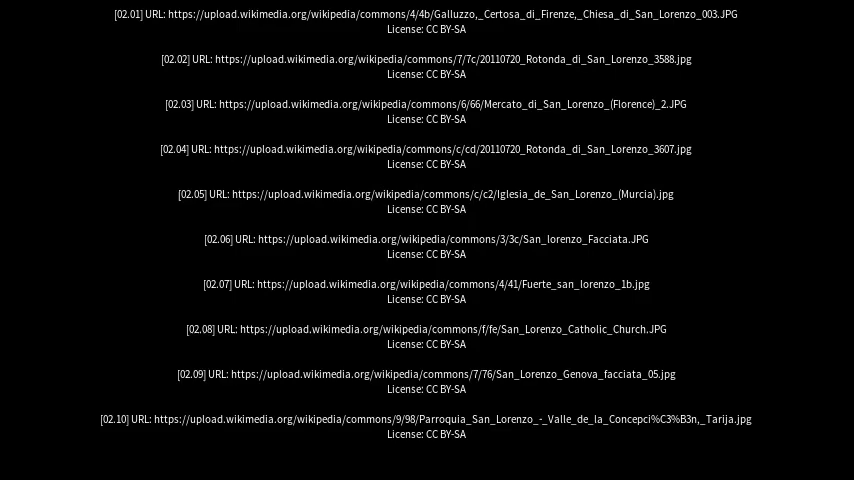 [02.01] URL: https://upload.wikimedia.org/wikipedia/commons/4/4b/Galluzzo,_Certosa_di_Firenze,_Chiesa_di_San_Lorenzo_003.JPG
License: CC BY-SA
[02.02] URL: https://upload.wikimedia.org/wikipedia/commons/7/7c/20110720_Rotonda_di_San_Lorenzo_3588.jpg
License: CC BY-SA
[02.03] URL: https://upload.wikimedia.org/wikipedia/commons/6/66/Mercato_di_San_Lorenzo_(Florence)_2.JPG
License: CC BY-SA
[02.04] URL: https://upload.wikimedia.org/wikipedia/commons/c/cd/20110720_Rotonda_di_San_Lorenzo_3607.jpg
License: CC BY-SA
[02.05] URL: https://upload.wikimedia.org/wikipedia/commons/c/c2/Iglesia_de_San_Lorenzo_(Murcia).jpg
License: CC BY-SA
[02.06] URL: https://upload.wikimedia.org/wikipedia/commons/3/3c/San_lorenzo_Facciata.JPG
License: CC BY-SA
[02.07] URL: https://upload.wikimedia.org/wikipedia/commons/4/41/Fuerte_san_lorenzo_1b.jpg
License: CC BY-SA
[02.08] URL: https://upload.wikimedia.org/wikipedia/commons/f/fe/San_Lorenzo_Catholic_Church.JPG
License: CC BY-SA
[02.09] URL: https://upload.wikimedia.org/wikipedia/commons/7/76/San_Lorenzo_Genova_facciata_05.jpg
License: CC BY-SA
[02.10] URL: https://upload.wikimedia.org/wikipedia/commons/9/98/Parroquia_San_Lorenzo_-_Valle_de_la_Concepci%C3%B3n,_Tarija.jpg
License: CC BY-SA